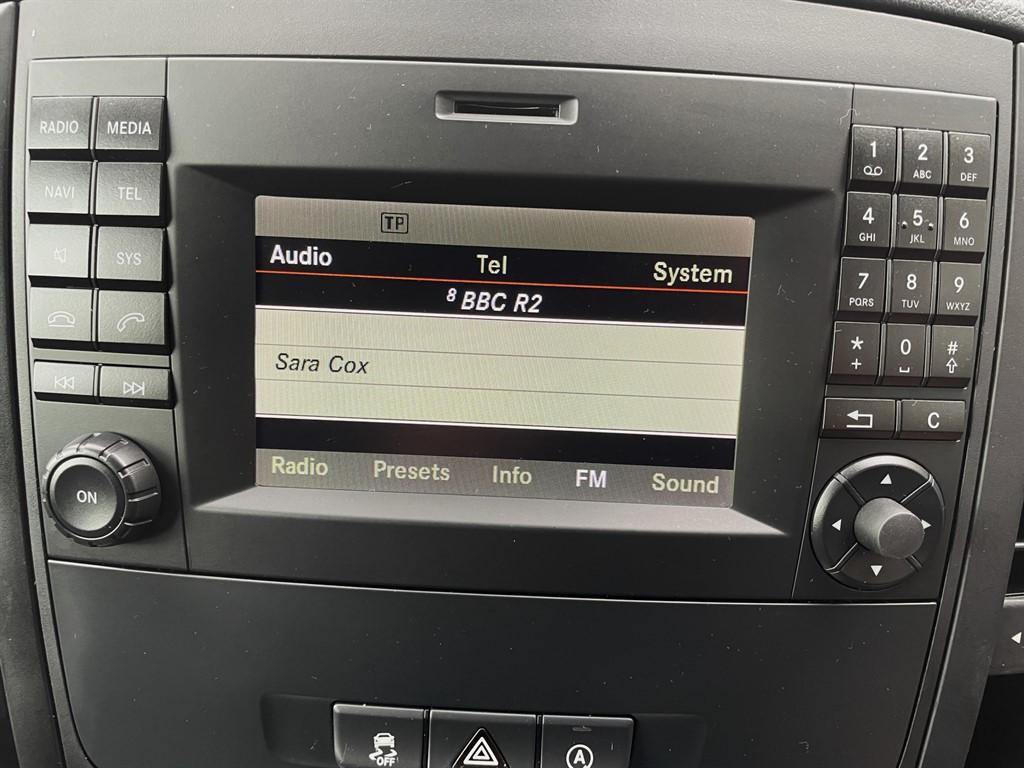 RADIO MEDIA
NAVI TEL
SYS
ON
TP
Audio Tel System
8 BBC R2
Sara Cox
Radio Presets Info FM Sound
1 2 ABC 3 DEF
4 GHI 5 JKL 6 MNO
7 PQRS 8 TUV 9 WXYZ
* + 0 #
C
OFF
A